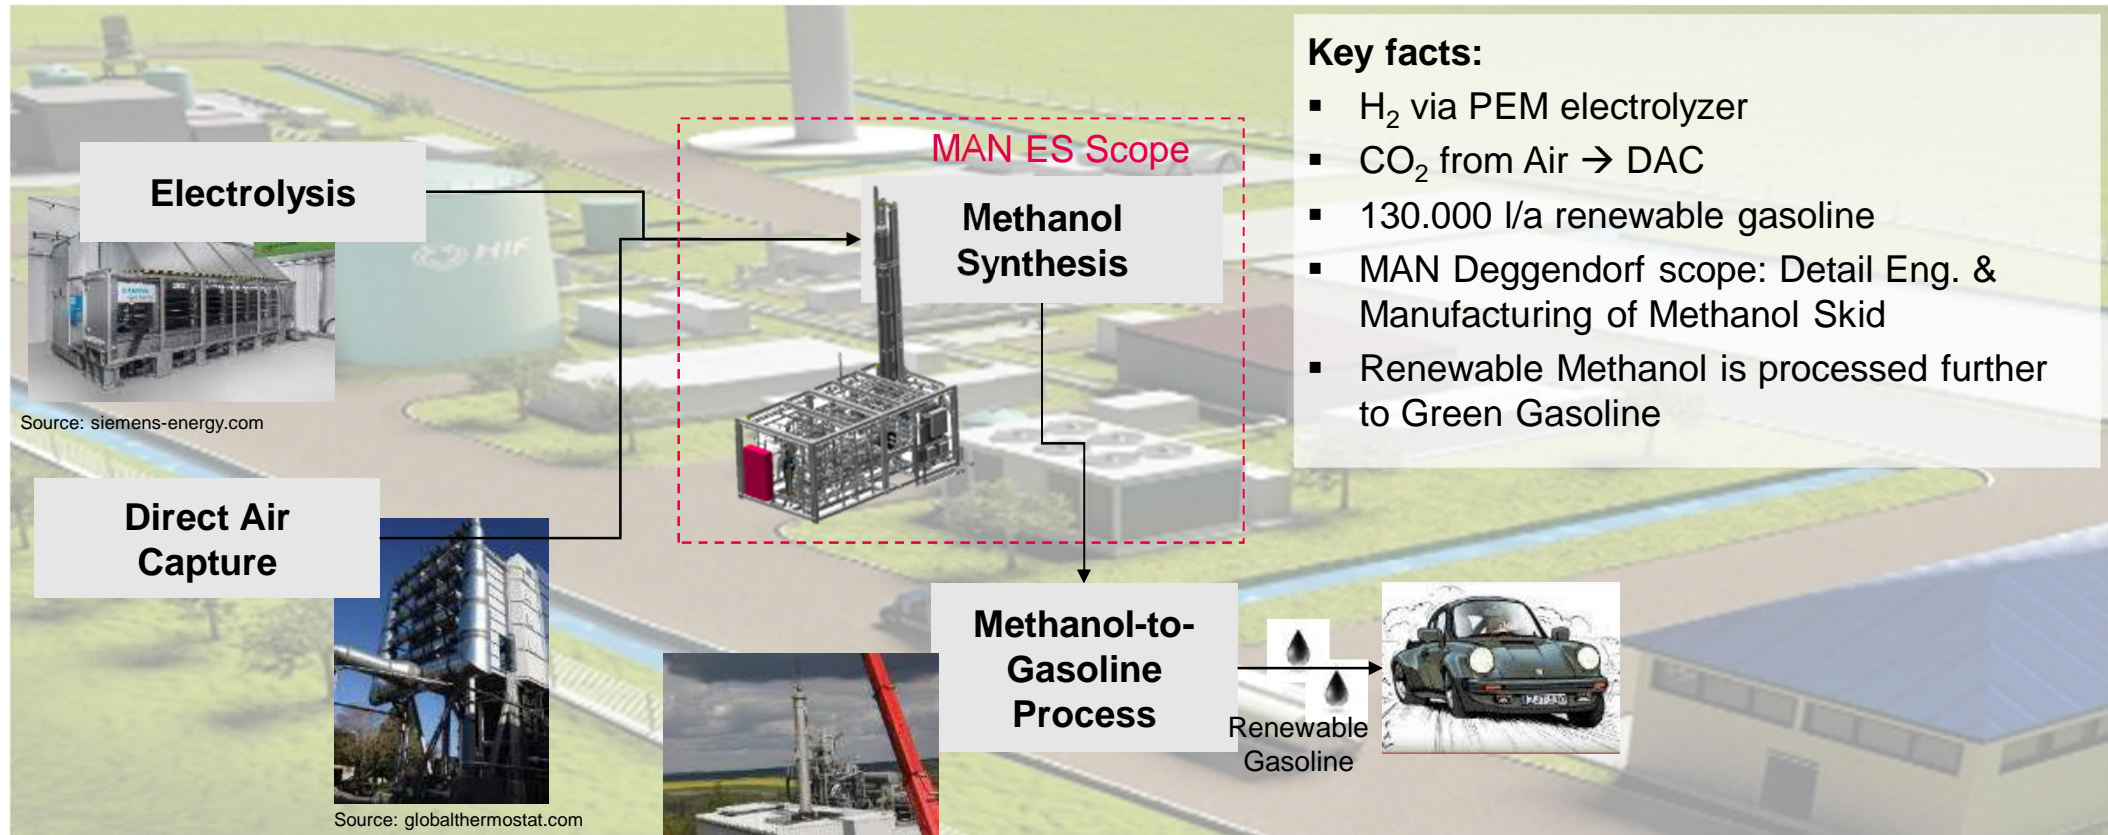 Key facts:
▪ H₂ via PEM electrolyzer
▪ CO₂ from Air → DAC
▪ 130.000 l/a renewable gasoline
▪ MAN Deggendorf scope: Detail Eng. &
Manufacturing of Methanol Skid
▪ Renewable Methanol is processed further
to Green Gasoline
MAN ES Scope
Electrolysis
Methanol
Synthesis
HIF
Source: siemens-energy.com
Direct Air
Capture
Methanol-to-
Gasoline
Process
Renewable
Gasoline
Source: globalthermostat.com